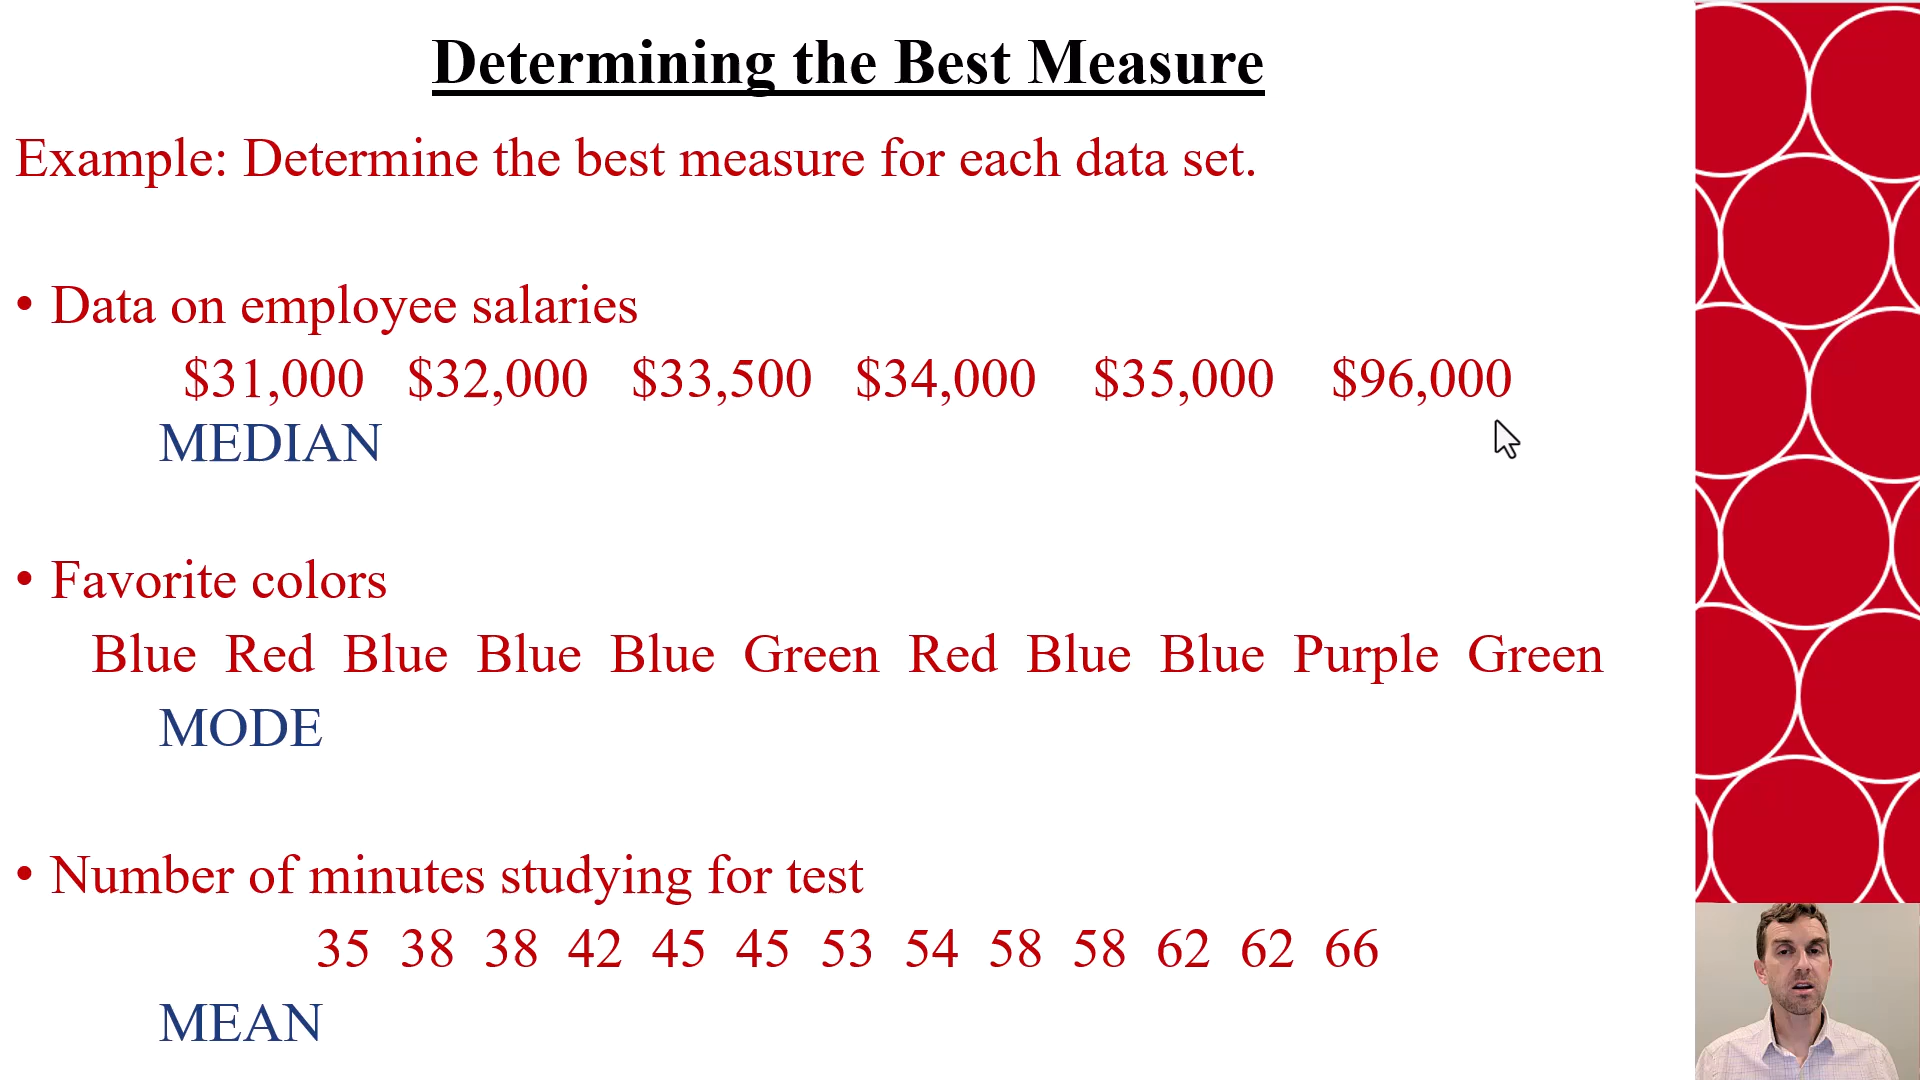 Determining the Best Measure
Example: Determine the best measure for each data set.
• Data on employee salaries
$31,000 $32,000 $33,500 $34,000 $35,000 $96,000
MEDIAN
• Favorite colors
Blue Red Blue Blue Blue Green Red Blue Blue Purple Green
MODE
• Number of minutes studying for test
35 38 38 42 45 45 53 54 58 58 62 62 66
MEAN